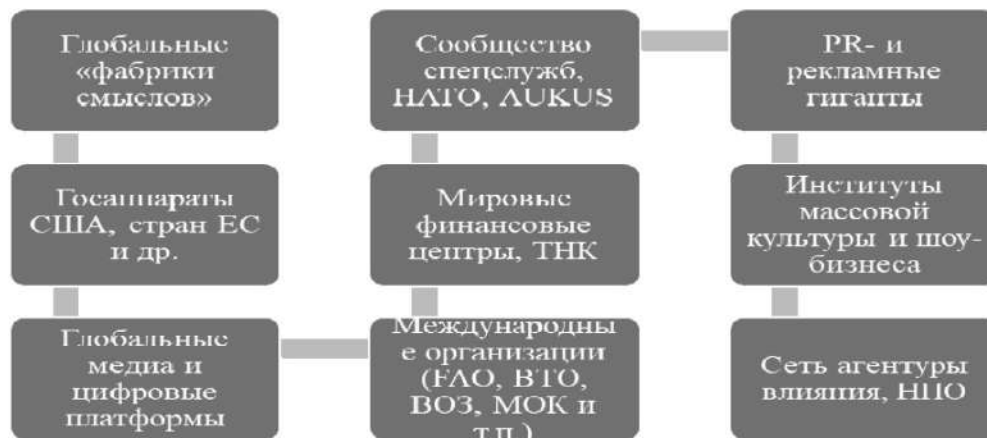 Глобальные
«фабрики
смыслов»
Госаппараты
США, стран ЕС
и др.
Глобальные
медиа и
цифровые
платформы
Международны
е организации
(FAO, ВТО,
ВОЗ, МОК и
т.п.)
Мировые
финансовые
центры, ТНК
Сообщество
спецслужб,
НАТО, AUKUS
PR- и
рекламные
гиганты
Институты
массовой
культуры и шоу-
бизнеса
Сеть агентуры
влияния, НПО